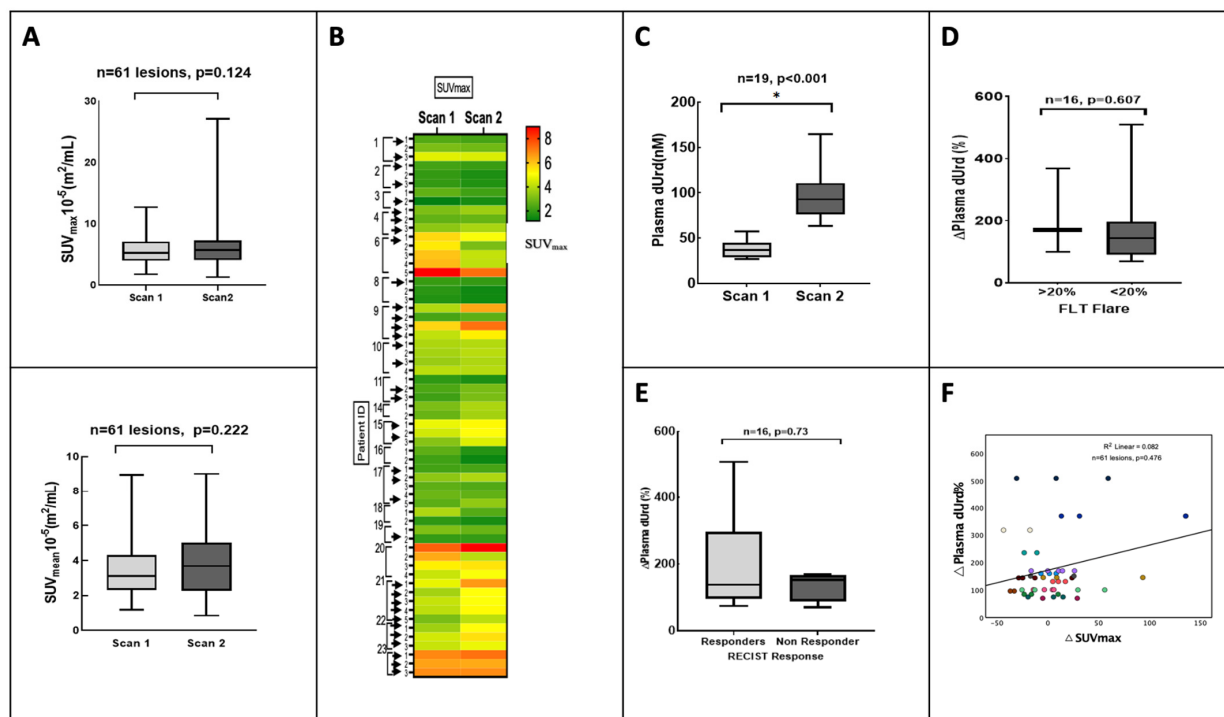 A
n=61 lesions, p=0.124
30
20
10
0
SUVmax10-5(m2/mL)
Scan 1 Scan2
n=61 lesions, p=0.222
10
8
6
4
2
0
SUVmean10-5(m2/mL)
Scan 1 Scan 2
B
SUVmax
Scan 1 Scan 2
8
6
4
2
SUVmax
Patient ID
1
2
3
4
6
8
9
10
11
14
15
16
17
18
19
20
21
22
23
C
n=19, p<0.001
*
200
150
100
50
0
Plasma dUrd(nM)
Scan 1 Scan 2
D
n=16, p=0.607
600
400
200
0
ΔPlasma dUrd (%)
>20% <20%
FLT Flare
E
n=16, p=0.73
600
400
200
0
ΔPlasma dUrd (%)
Responders Non Responder
RECIST Response
F
R2 Linear = 0.082
n=61 lesions, p=0.476
600
500
400
300
200
100
0
△ Plasma dUrd%
-50 0 50 100 150
△ SUVmax